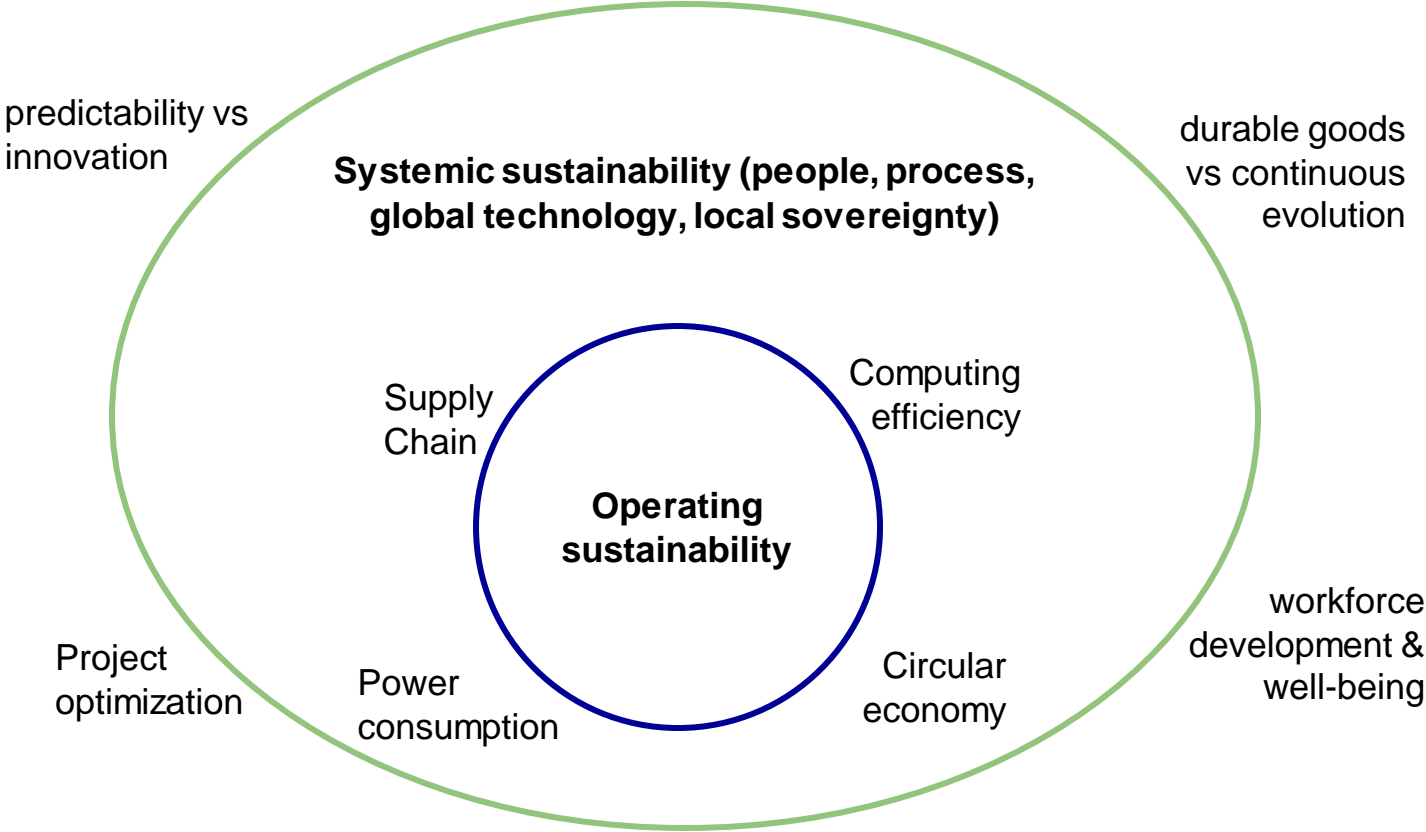 predictability vs
innovation
durable goods
vs continuous
evolution
Systemic sustainability (people, process,
global technology, local sovereignty)
Supply
Chain
Computing
efficiency
Operating
sustainability
Project
optimization
Power
consumption
Circular
economy
workforce
development &
well-being